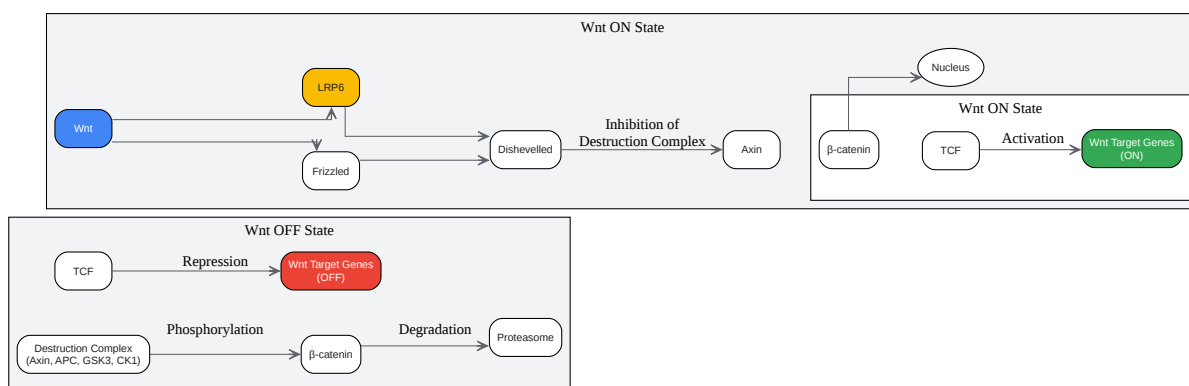 Wnt ON State
Nucleus
LRP6
Wnt ON State
Wnt
Inhibition of
Destruction Complex
Activation
Wnt Target Genes
(ON)
Dishevelled
Axin
β-catenin
TCF
Frizzled
Wnt OFF State
TCF
Repression
Wnt Target Genes
(OFF)
Phosphorylation
Degradation
Proteasome
Destruction Complex
(Axin, APC, GSK3, CK1)
β-catenin